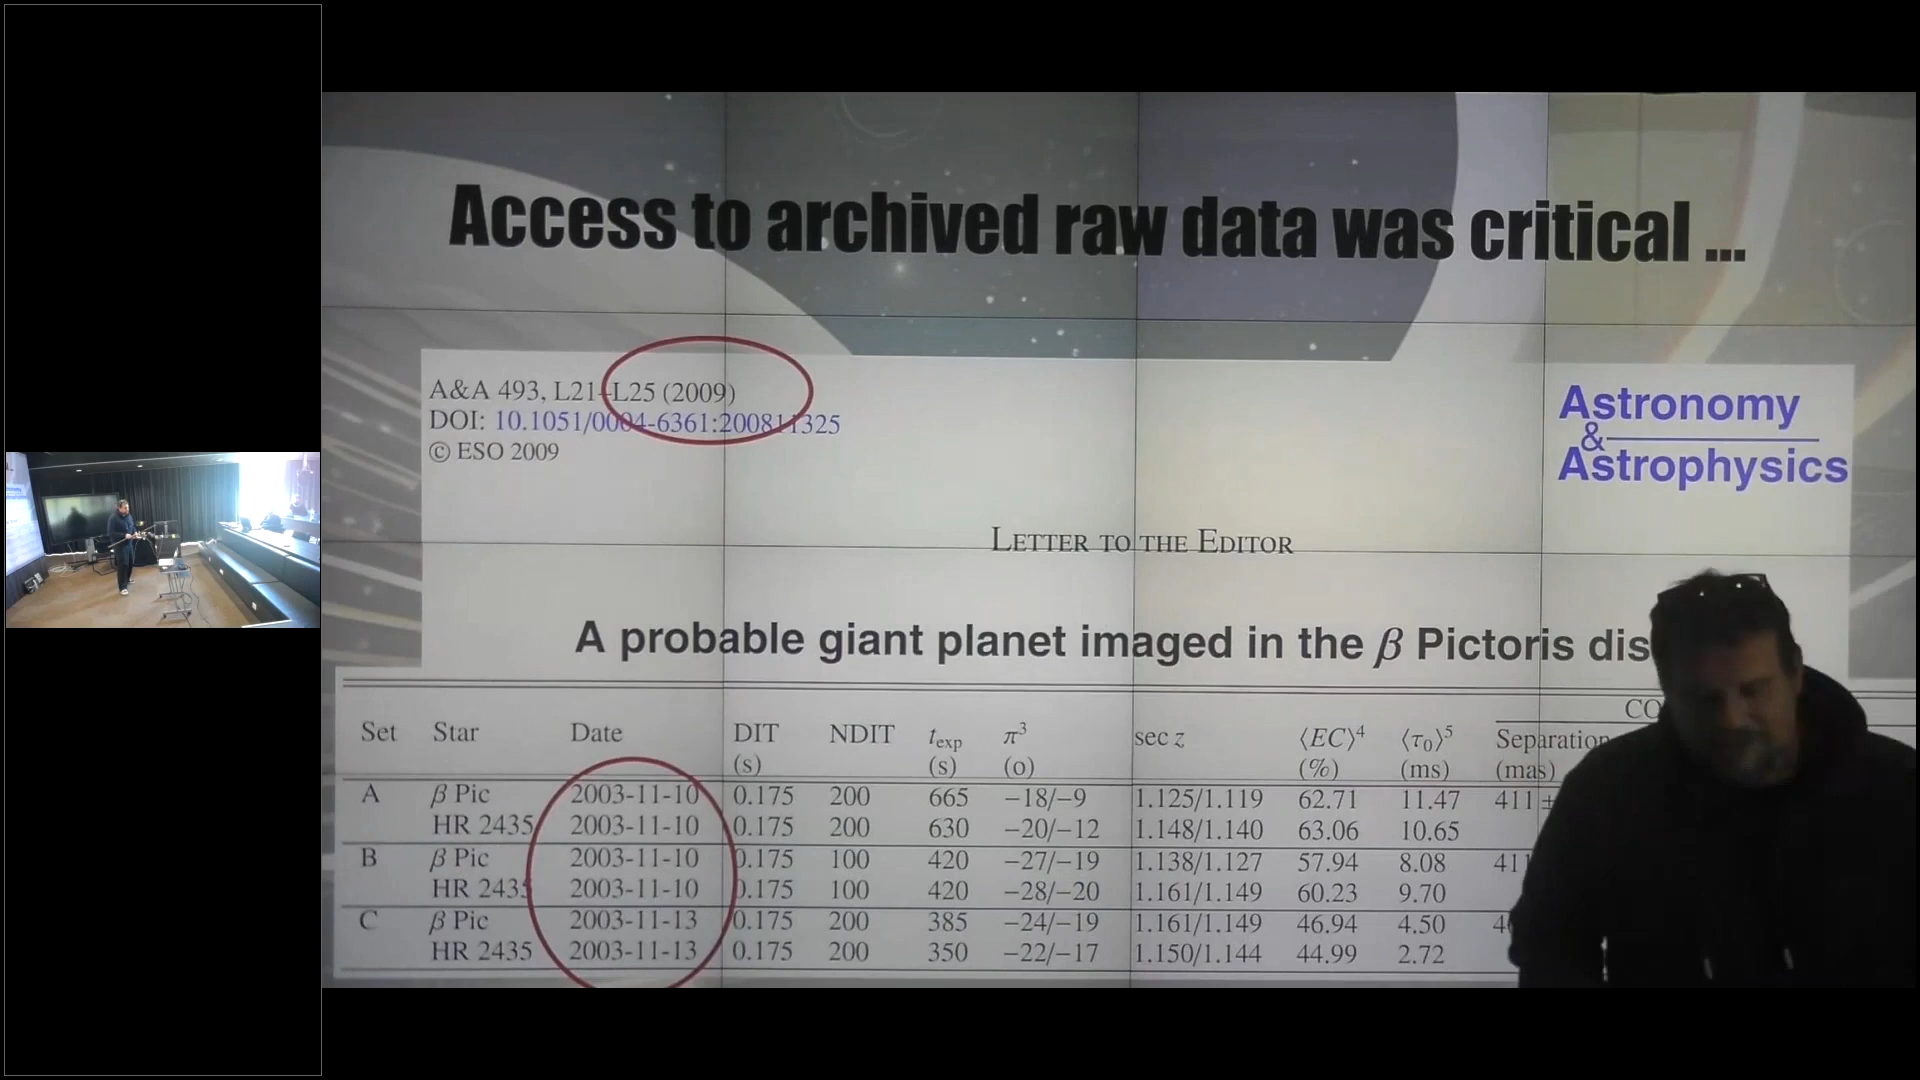 Access to archived raw data was critical ...
A&A 493, L21–L25 (2009)
DOI: 10.1051/0004-6361:200811325
© ESO 2009
Astronomy
&
Astrophysics
LETTER TO THE EDITOR
A probable giant planet imaged in the β Pictoris dis
CO
Set Star Date DIT NDIT t_exp π³ sec z ⟨EC⟩⁴ ⟨τ₀⟩⁵ Separation
(s) (s) (o) (%) (ms) (mas)
A β Pic 2003-11-10 0.175 200 665 −18/−9 1.125/1.119 62.71 11.47 411 ±
HR 2435 2003-11-10 0.175 200 630 −20/−12 1.148/1.140 63.06 10.65
B β Pic 2003-11-10 0.175 100 420 −27/−19 1.138/1.127 57.94 8.08 411
HR 2435 2003-11-10 0.175 100 420 −28/−20 1.161/1.149 60.23 9.70
C β Pic 2003-11-13 0.175 200 385 −24/−19 1.161/1.149 46.94 4.50
HR 2435 2003-11-13 0.175 200 350 −22/−17 1.150/1.144 44.99 2.72